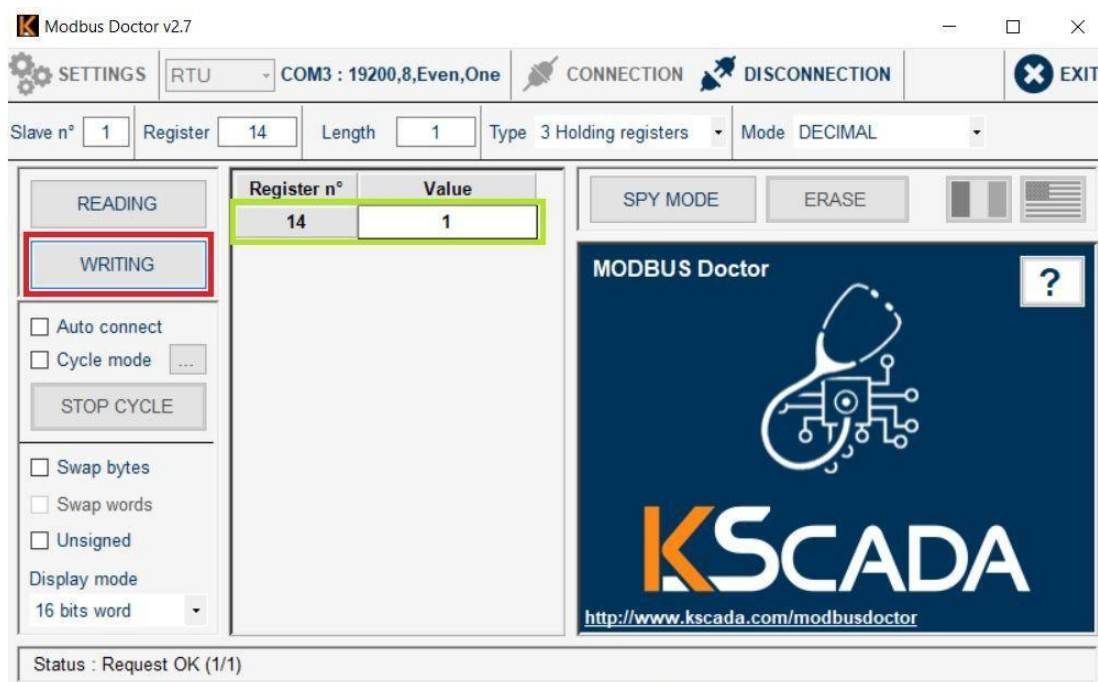 Modbus Doctor v2.7
SETTINGS RTU COM3 : 19200,8,Even,One CONNECTION DISCONNECTION EXIT
Slave n° 1 Register 14 Length 1 Type 3 Holding registers Mode DECIMAL
READING
WRITING
Register n° Value
14 1
SPY MODE ERASE
Auto connect
Cycle mode ...
STOP CYCLE
Swap bytes
Swap words
Unsigned
Display mode
16 bits word
MODBUS Doctor
?
KSCADA
http://www.kscada.com/modbusdoctor
Status : Request OK (1/1)